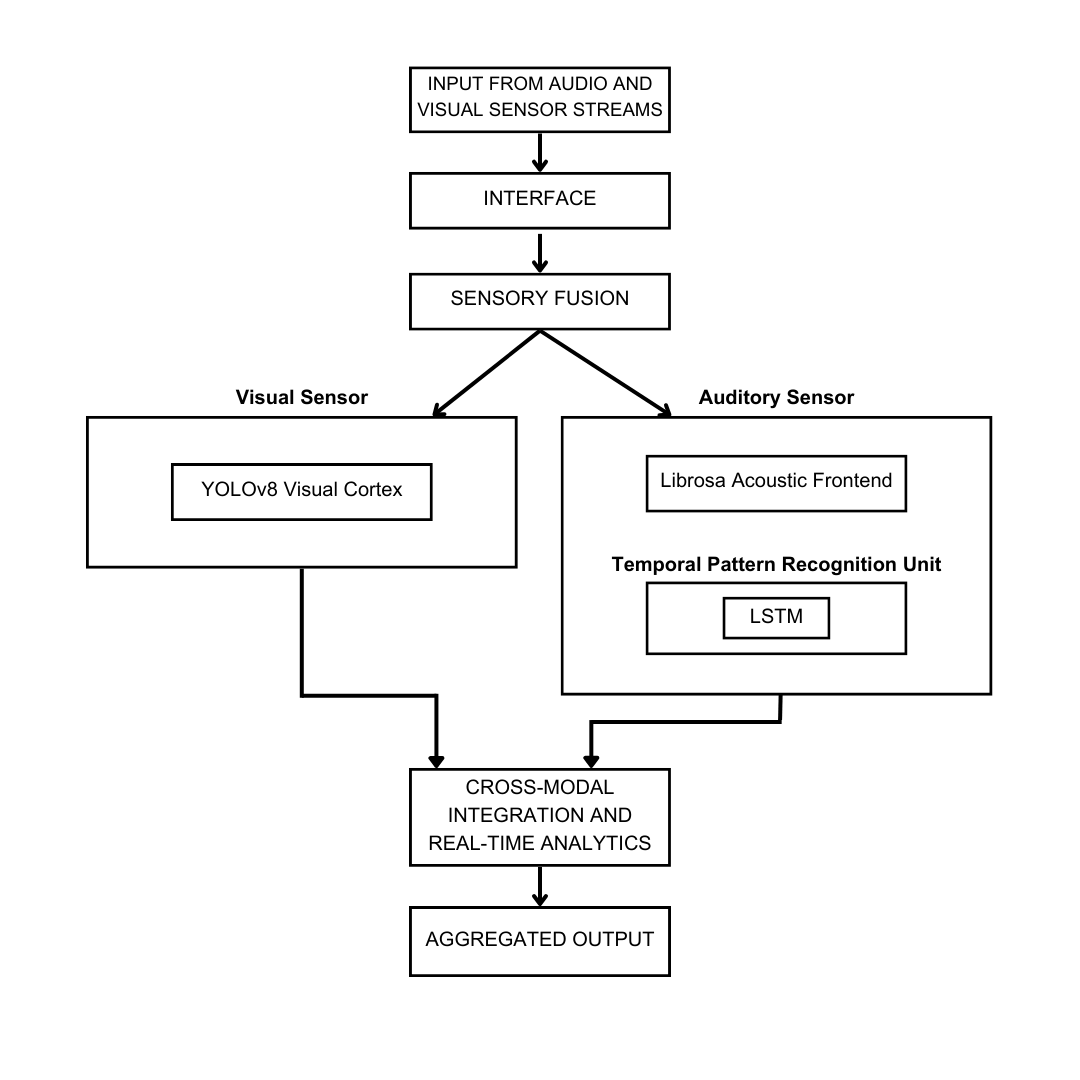 INPUT FROM AUDIO AND
VISUAL SENSOR STREAMS
INTERFACE
SENSORY FUSION
Visual Sensor
YOLOv8 Visual Cortex
Auditory Sensor
Librosa Acoustic Frontend
Temporal Pattern Recognition Unit
LSTM
CROSS-MODAL
INTEGRATION AND
REAL-TIME ANALYTICS
AGGREGATED OUTPUT